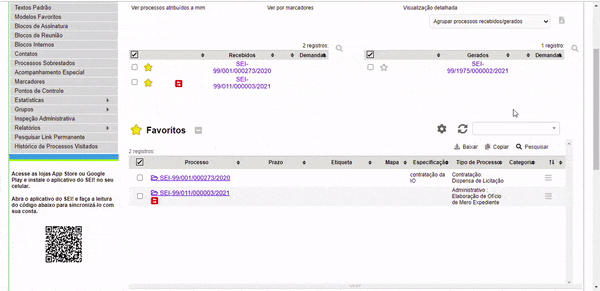 Textos Padrão
Modelos Favoritos
Blocos de Assinatura
Blocos de Reunião
Blocos Internos
Contatos
Processos Sobrestados
Acompanhamento Especial
Marcadores
Pontos de Controle
Estatísticas
Grupos
Inspeção Administrativa
Relatórios
Pesquisar Link Permanente
Histórico de Processos Visitados
Acesse as lojas App Store ou Google
Play e instale o aplicativo do SEI! no seu
celular.
Abra o aplicativo do SEI! e faça a leitura
do código abaixo para sincronizá-lo com
sua conta.
Ver processos atribuídos a mim
Ver por marcadores
Visualização detalhada
Agrupar processos recebidos/gerados
2 registros:
Recebidos Demanda
SEI-
99/001/000273/2020
SEI-
99/011/000003/2021
1 registro:
Gerados Demanda
SEI-
99/1975/000002/2021
Favoritos
Baixar Copiar Pesquisar
2 registros:
Processo Prazo Etiqueta Mapa Especificação Tipo de Processo Categoria
SEI-99/001/000273/2020 contratação da
IO Contratação:
Dispensa de Licitação
SEI-99/011/000003/2021 Administrativo :
Elaboração de Ofício
de Mero Expediente